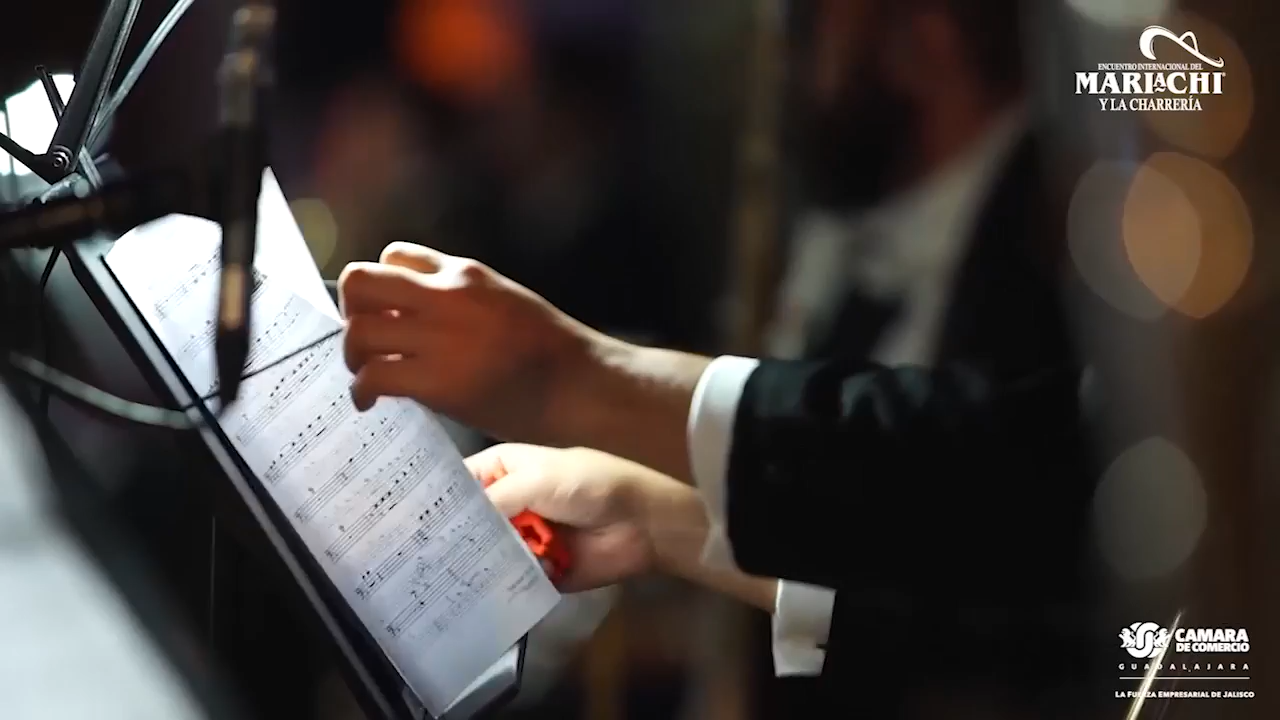 ENCUENTRO INTERNACIONAL DEL
MARIACHI
Y LA CHARRERÍA
CAMARA
DE COMERCIO
GUADALAJARA
LA FUERZA EMPRESARIAL DE JALISCO